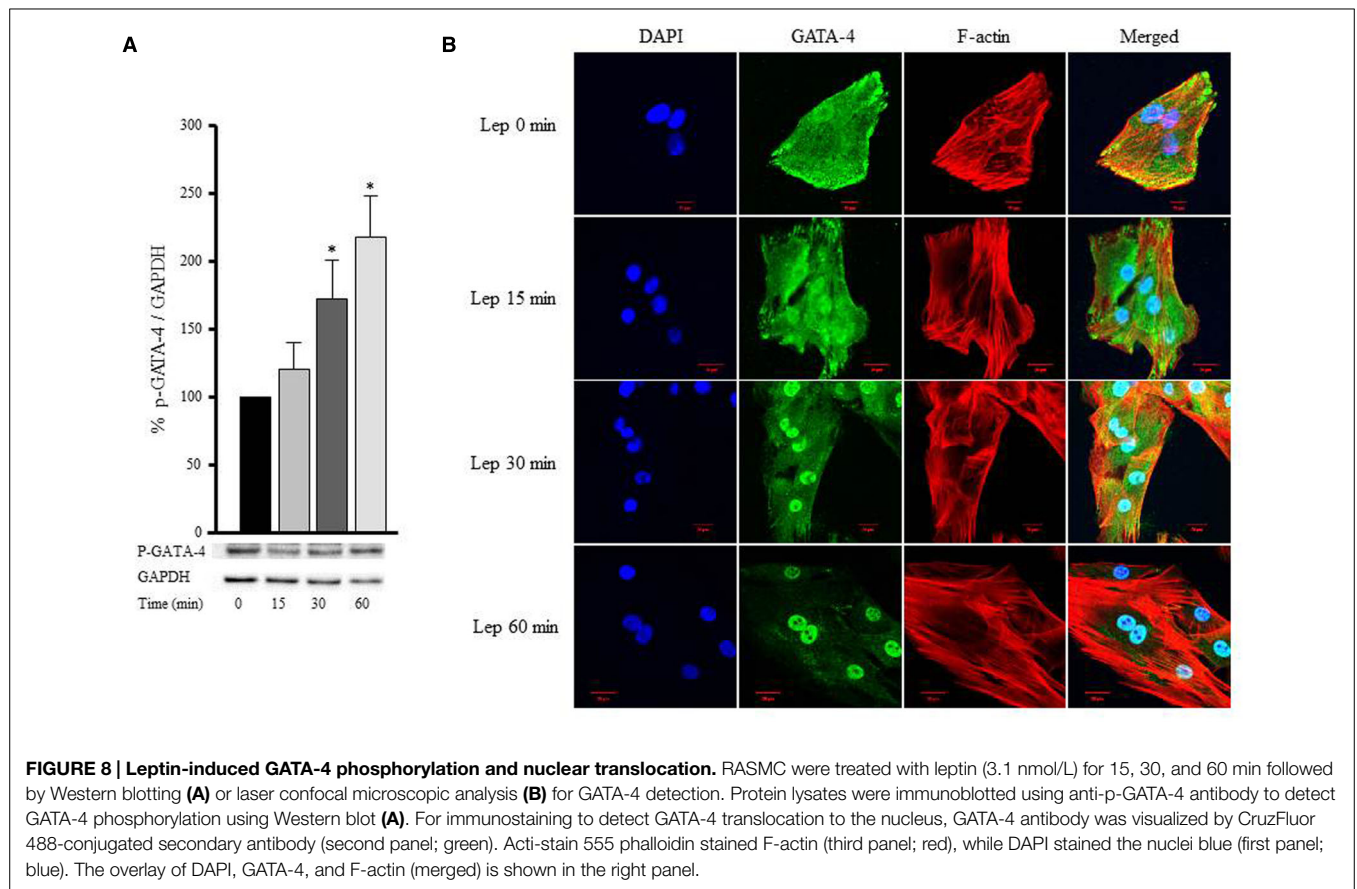 A
B
DAPI
GATA-4
F-actin
Merged
Lep 0 min
Lep 15 min
Lep 30 min
Lep 60 min
% p-GATA-4 / GAPDH
300
250
200
150
100
50
0
*
*
P-GATA-4
GAPDH
Time (min) 0 15 30 60
FIGURE 8 | Leptin-induced GATA-4 phosphorylation and nuclear translocation. RASMC were treated with leptin (3.1 nmol/L) for 15, 30, and 60 min followed
by Western blotting (A) or laser confocal microscopic analysis (B) for GATA-4 detection. Protein lysates were immunoblotted using anti-p-GATA-4 antibody to detect
GATA-4 phosphorylation using Western blot (A). For immunostaining to detect GATA-4 translocation to the nucleus, GATA-4 antibody was visualized by CruzFluor
488-conjugated secondary antibody (second panel; green). Acti-stain 555 phalloidin stained F-actin (third panel; red), while DAPI stained the nuclei blue (first panel;
blue). The overlay of DAPI, GATA-4, and F-actin (merged) is shown in the right panel.